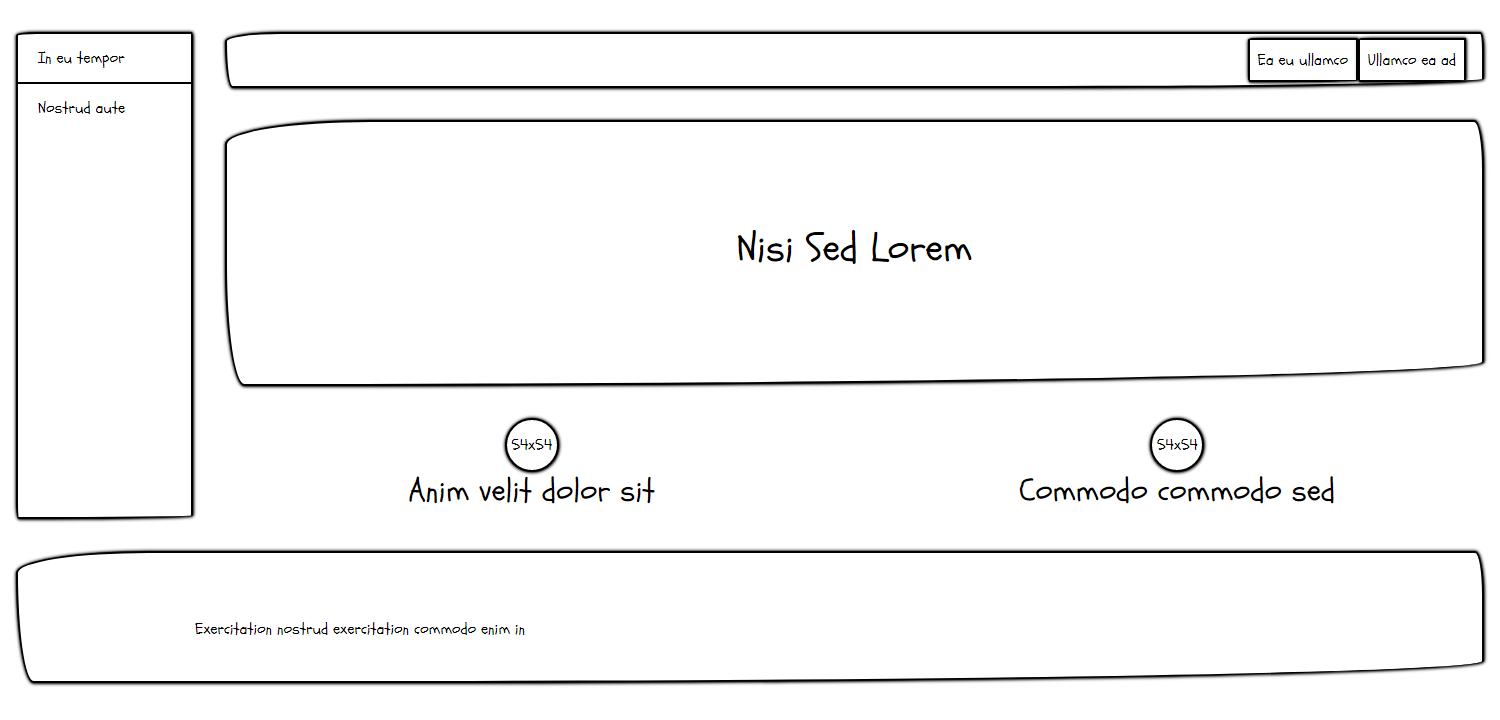 In eu tempor
Nostrud aute
Ea eu ullamco
Ullamco ea ad
Nisi Sed Lorem
54x54
Anim velit dolor sit
54x54
Commodo commodo sed
Exercitation nostrud exercitation commodo enim in